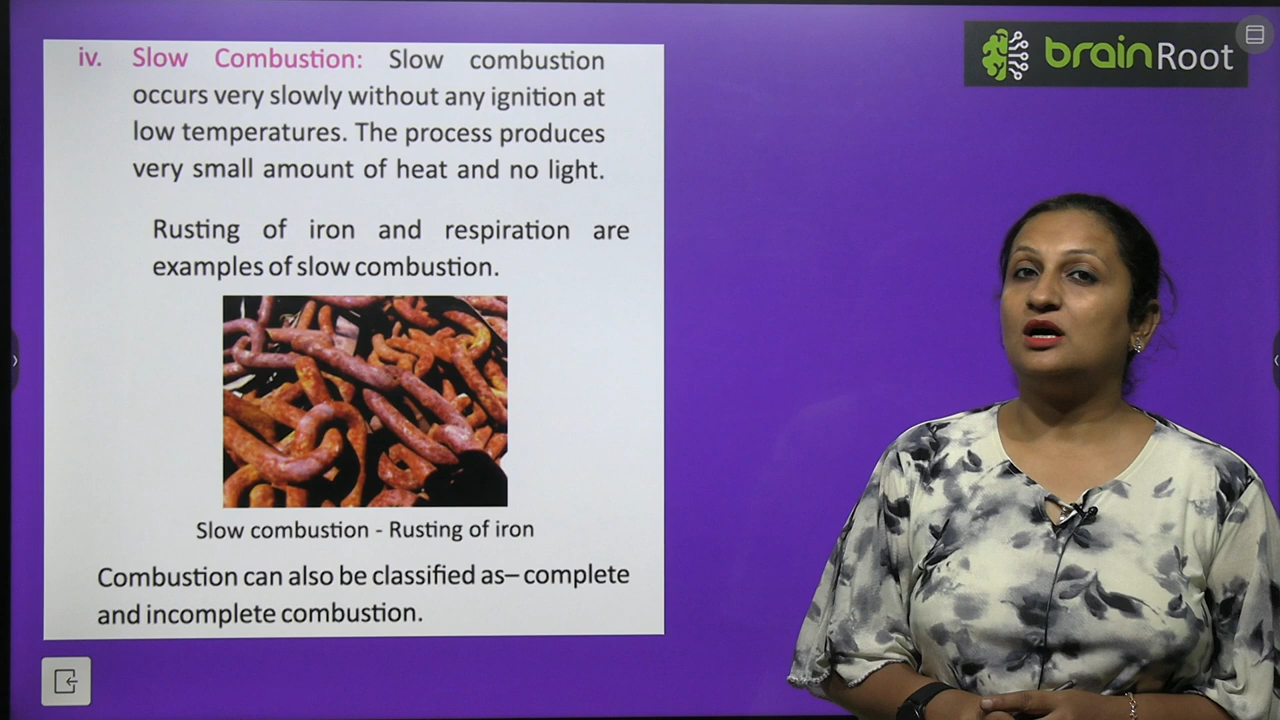 brainRoot
iv. Slow Combustion: Slow combustion
occurs very slowly without any ignition at
low temperatures. The process produces
very small amount of heat and no light.
Rusting of iron and respiration are
examples of slow combustion.
Slow combustion - Rusting of iron
Combustion can also be classified as– complete
and incomplete combustion.